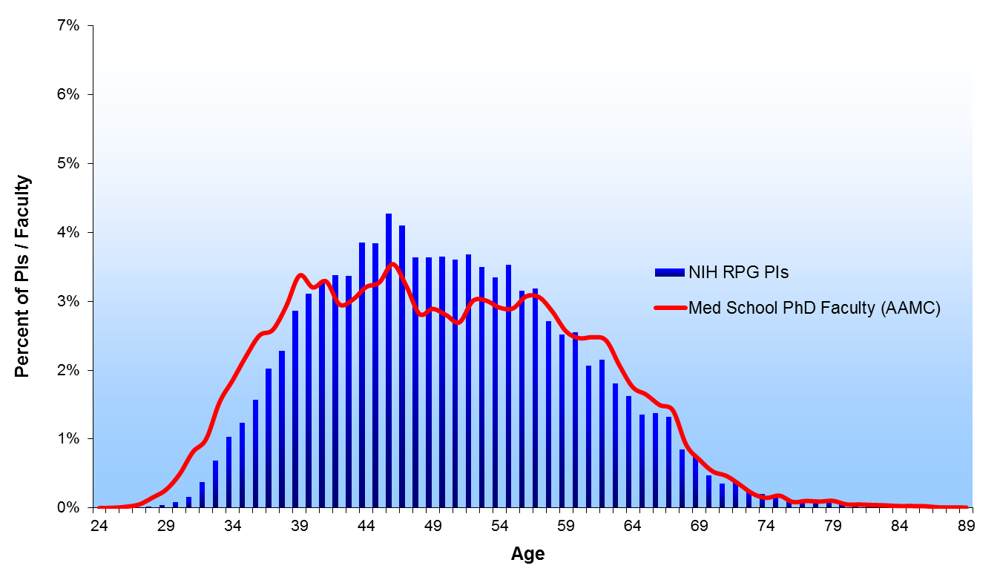 7%
6%
5%
4%
3%
2%
1%
0%
Percent of PIs / Faculty
NIH RPG PIs
Med School PhD Faculty (AAMC)
24 29 34 39 44 49 54 59 64 69 74 79 84 89
Age